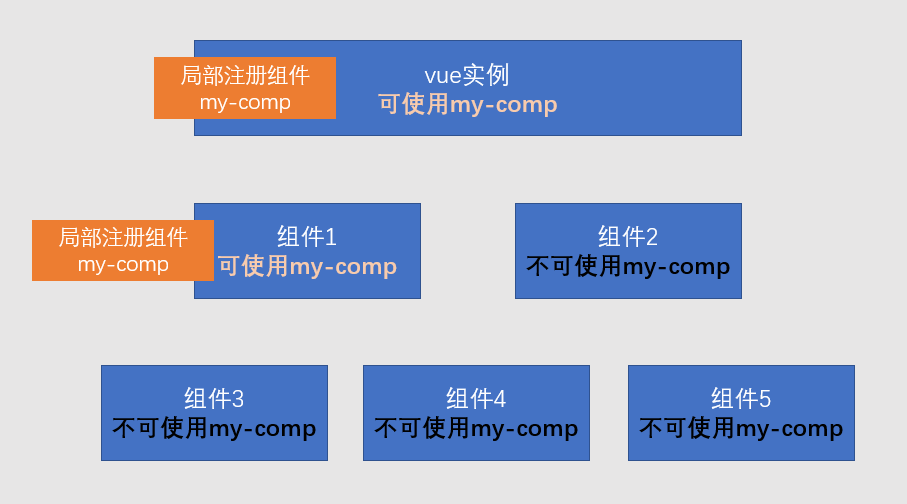 局部注册组件
my-comp
vue实例
可使用my-comp
局部注册组件
my-comp
组件1
可使用my-comp
组件2
不可使用my-comp
组件3
不可使用my-comp
组件4
不可使用my-comp
组件5
不可使用my-comp